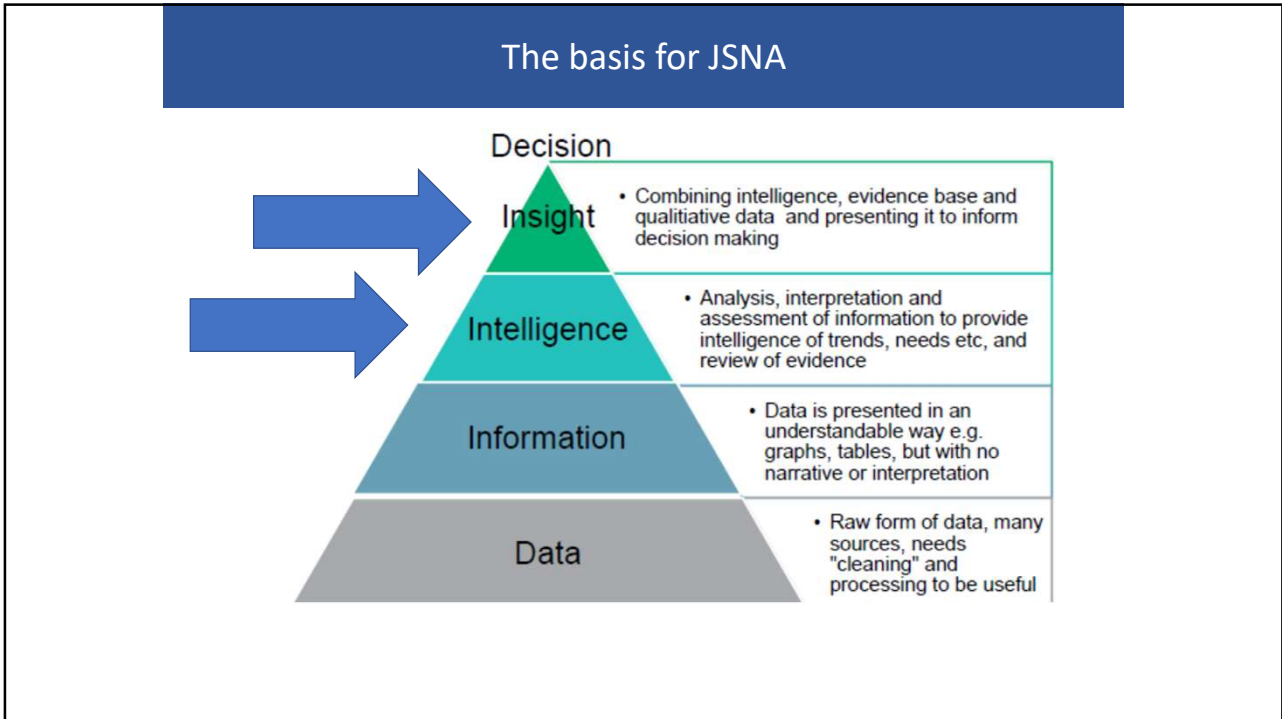 The basis for JSNA
Decision
Insight
• Combining intelligence, evidence base and
qualitiative data and presenting it to inform
decision making
Intelligence
• Analysis, interpretation and
assessment of information to provide
intelligence of trends, needs etc, and
review of evidence
Information
• Data is presented in an
understandable way e.g.
graphs, tables, but with no
narrative or interpretation
Data
• Raw form of data, many
sources, needs
"cleaning" and
processing to be useful